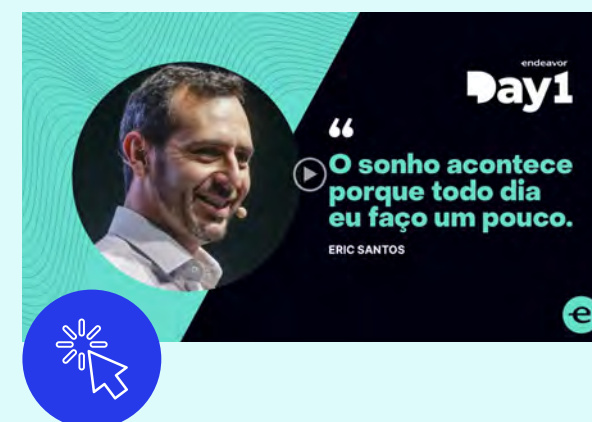 endeavor
Day1
“
O sonho acontece
porque todo dia
eu faço um pouco.
ERIC SANTOS
e